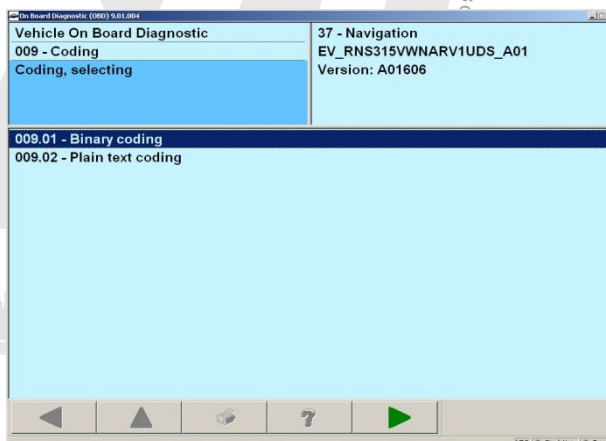 On Board Diagnostic (OBD) 9.01.004
Vehicle On Board Diagnostic
009 - Coding
Coding, selecting
37 - Navigation
EV_RNS315VWNARV1UDS_A01
Version: A01606
009.01 - Binary coding
009.02 - Plain text coding
?